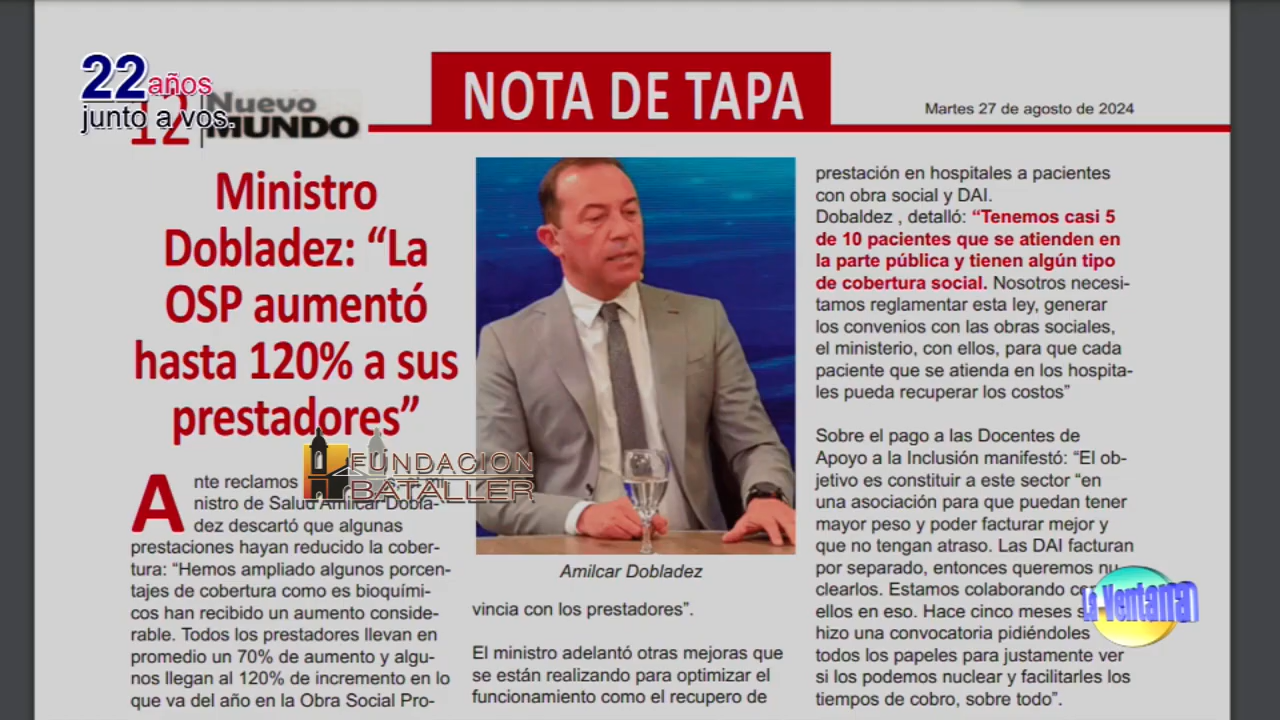 22 años
junto a vos.
12 Nuevo
MUNDO
NOTA DE TAPA
Martes 27 de agosto de 2024
Ministro
Dobladez: “La
OSP aumentó
hasta 120% a sus
prestadores”
FUNDACION
BATALLER
Ante reclamos
nistro de Salud Amilcar Dobla-
dez descartó que algunas
prestaciones hayan reducido la cober-
tura: “Hemos ampliado algunos porcen-
tajes de cobertura como es bioquími-
cos han recibido un aumento conside-
rable. Todos los prestadores llevan en
promedio un 70% de aumento y algu-
nos llegan al 120% de incremento en lo
que va del año en la Obra Social Pro-
Amilcar Dobladez
vincia con los prestadores”.
El ministro adelantó otras mejoras que
se están realizando para optimizar el
funcionamiento como el recupero de
prestación en hospitales a pacientes
con obra social y DAI.
Dobaldez , detalló: “Tenemos casi 5
de 10 pacientes que se atienden en
la parte pública y tienen algún tipo
de cobertura social. Nosotros necesi-
tamos reglamentar esta ley, generar
los convenios con las obras sociales,
el ministerio, con ellos, para que cada
paciente que se atienda en los hospita-
les pueda recuperar los costos”
Sobre el pago a las Docentes de
Apoyo a la Inclusión manifestó: “El ob-
jetivo es constituir a este sector “en
una asociación para que puedan tener
mayor peso y poder facturar mejor y
que no tengan atraso. Las DAI facturan
por separado, entonces queremos nu-
clearlos. Estamos colaborando
ellos en eso. Hace cinco meses
hizo una convocatoria pidiéndoles
todos los papeles para justamente ver
si los podemos nuclear y facilitarles los
tiempos de cobro, sobre todo”.
La Ventana